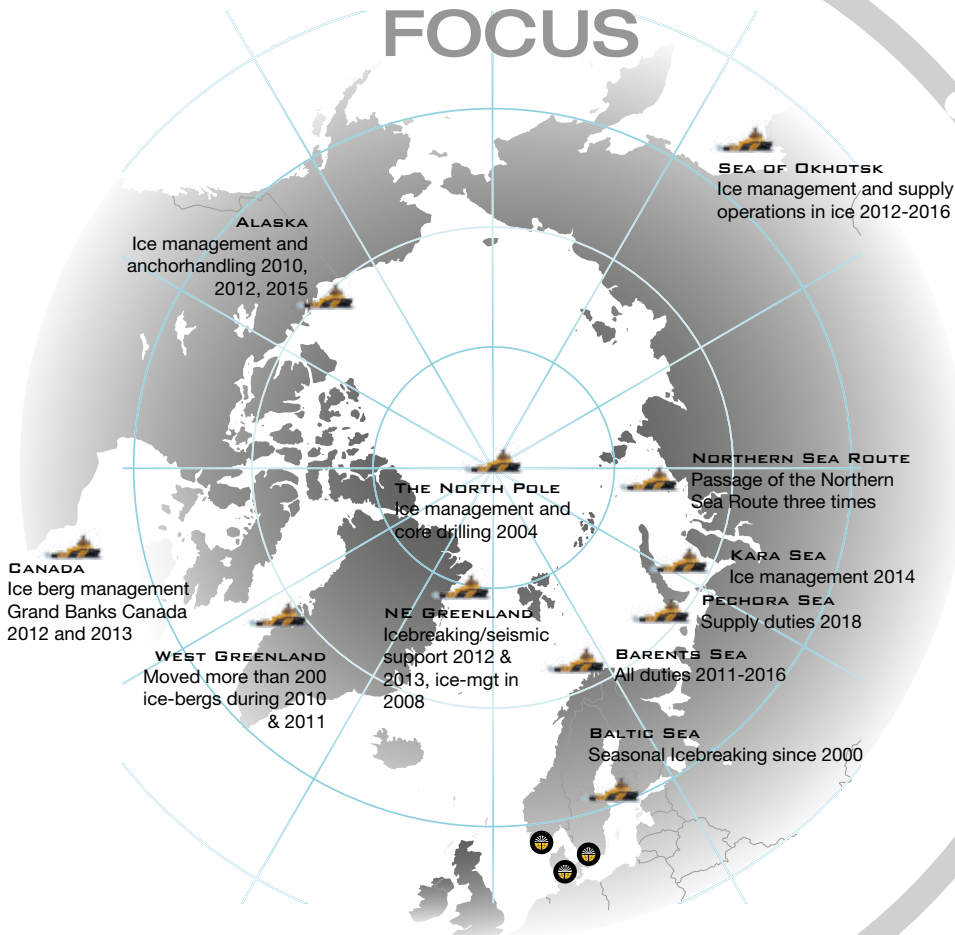 FOCUS
SEA OF OKHOTSK
Ice management and supply
operations in ice 2012-2016
ALASKA
Ice management and
anchorhandling 2010,
2012, 2015
NORTHERN SEA ROUTE
Passage of the Northern
Sea Route three times
THE NORTH POLE
Ice management and
core drilling 2004
KARA SEA
Ice management 2014
CANADA
Ice berg management
Grand Banks Canada
2012 and 2013
PECHORA SEA
Supply duties 2018
NE GREENLAND
Icebreaking/seismic
support 2012 &
2013, ice-mgt in
2008
WEST GREENLAND
Moved more than 200
ice-bergs during 2010
& 2011
BARENTS SEA
All duties 2011-2016
BALTIC SEA
Seasonal Icebreaking since 2000